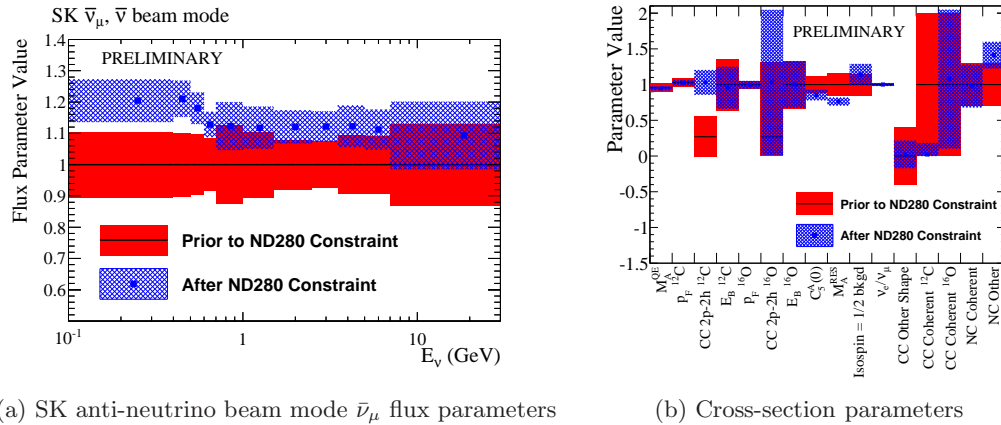 SK ν̄μ, ν̄ beam mode
Flux Parameter Value
1.4
1.3
1.2
1.1
1
0.9
0.8
0.7
0.6
PRELIMINARY
Prior to ND280 Constraint
After ND280 Constraint
10⁻¹
1
10
Eν (GeV)
(a) SK anti-neutrino beam mode ν̄μ flux parameters
Parameter Value
2
1.5
1
0.5
0
-0.5
-1
-1.5
PRELIMINARY
Prior to ND280 Constraint
After ND280 Constraint
M_A^QE
p_F ¹²C
CC 2p-2h ¹²C
E_B ¹²C
p_F ¹⁶O
CC 2p-2h ¹⁶O
E_B ¹⁶O
C₅^A(0)
M_A^RES
Isospin = 1/2 bkgd
νe/νμ
CC Other Shape
CC Coherent ¹²C
CC Coherent ¹⁶O
NC Coherent
NC Other
(b) Cross-section parameters